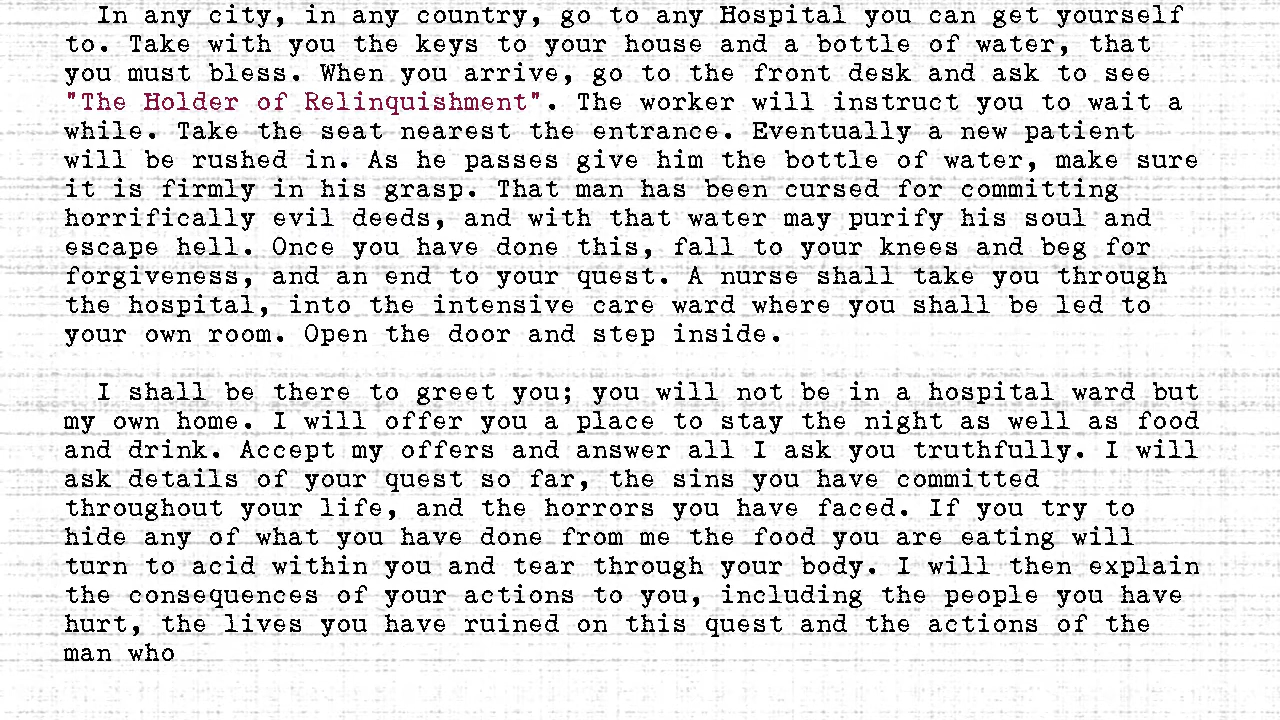 In any city, in any country, go to any Hospital you can get yourself
to. Take with you the keys to your house and a bottle of water, that
you must bless. When you arrive, go to the front desk and ask to see
"The Holder of Relinquishment". The worker will instruct you to wait a
while. Take the seat nearest the entrance. Eventually a new patient
will be rushed in. As he passes give him the bottle of water, make sure
it is firmly in his grasp. That man has been cursed for committing
horrifically evil deeds, and with that water may purify his soul and
escape hell. Once you have done this, fall to your knees and beg for
forgiveness, and an end to your quest. A nurse shall take you through
the hospital, into the intensive care ward where you shall be led to
your own room. Open the door and step inside.
I shall be there to greet you; you will not be in a hospital ward but
my own home. I will offer you a place to stay the night as well as food
and drink. Accept my offers and answer all I ask you truthfully. I will
ask details of your quest so far, the sins you have committed
throughout your life, and the horrors you have faced. If you try to
hide any of what you have done from me the food you are eating will
turn to acid within you and tear through your body. I will then explain
the consequences of your actions to you, including the people you have
hurt, the lives you have ruined on this quest and the actions of the
man who